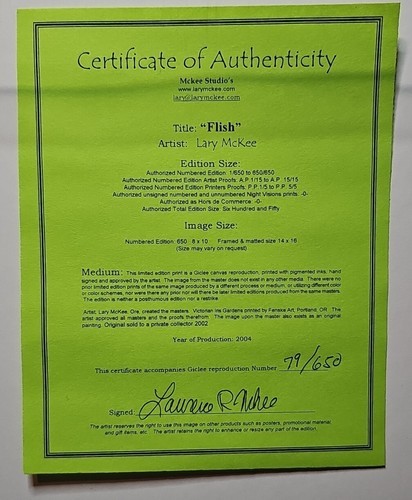 Certificate of Authenticity
Mckee Studio's
www.larymckee.com
lary@larymckee.com
Title: "Flish"
Artist: Lary McKee
Edition Size:
Authorized Numbered Edition: 1/650 to 650/650
Authorized Numbered Edition Artist Proofs: A.P.1/15 to A.P. 15/15
Authorized Numbered Edition Printers Proofs: P.P.1/5 to P.P. 5/5
Authorized unsigned numbered and unnumbered Night Visions prints: -0-
Authorized as Hors de Commerce: -0-
Authorized Total Edition Size: Six Hundred and Fifty
Image Size:
Numbered Edition: 650 8 x 10 Framed & matted size 14 x 16
(Size may vary on request)
Medium: This limited edition print is a Giclee canvas reproduction, printed with pigmented inks, hand
signed and approved by the artist. The image from the master does not exist in any other media. There were no
prior limited edition prints of the same image produced by a different process or medium, or utilizing different color
or color schemes, nor were there any prior nor will there be later limited editions produced from the same masters.
The edition is neither a posthumous edition nor a restrike.
Artist, Lary McKee, Ore, created the masters. Victorian Iris Gardens printed by Ferraka Art, Portland, OR. The
artist approved all masters and the proofs therefrom. The image upon the master also exists as an original
painting. Original sold to a private collector 2002
Year of Production: 2004
This certificate accompanies Giclee reproduction Number 79/650
Signed: Lawrence R. McKee
The artist reserves the right to use this image on other products such as posters, promotional material
and gift items, etc.. The artist retains the right to enhance or resize any part of the edition.